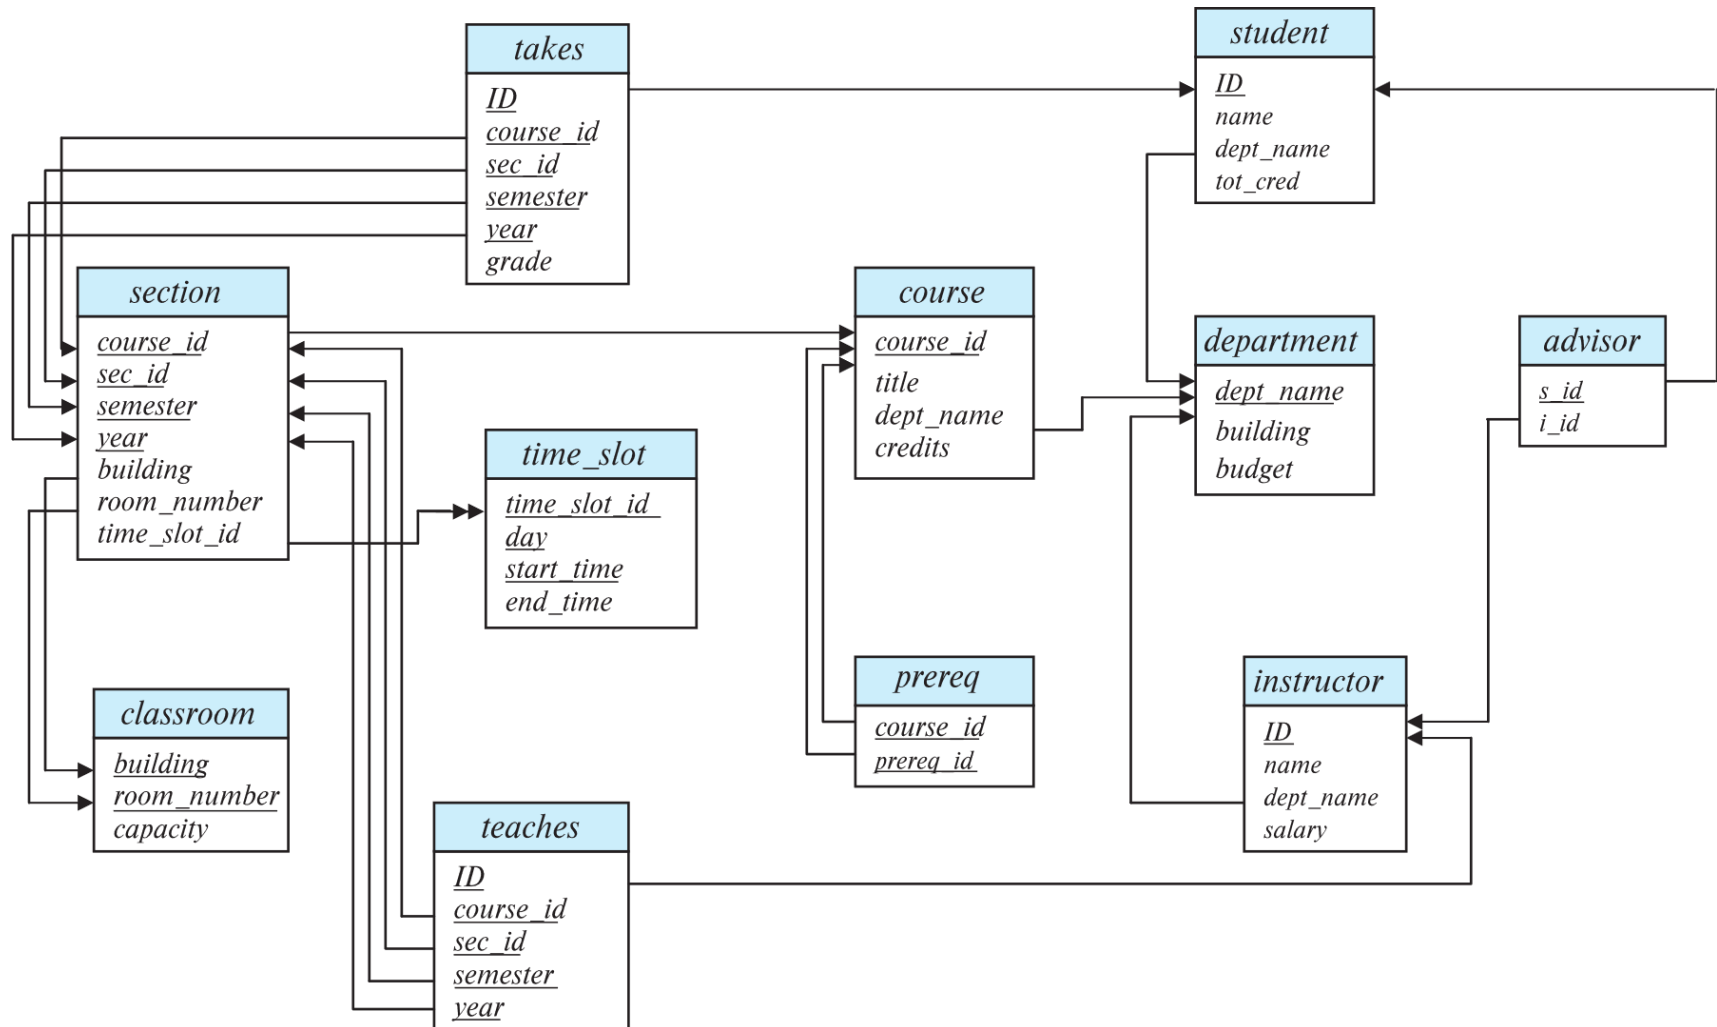 takes
ID
course_id
sec_id
semester
year
grade
student
ID
name
dept_name
tot_cred
section
course_id
sec_id
semester
year
building
room_number
time_slot_id
course
course_id
title
dept_name
credits
department
dept_name
building
budget
advisor
s_id
i_id
time_slot
time_slot_id
day
start_time
end_time
prereq
course_id
prereq_id
instructor
ID
name
dept_name
salary
classroom
building
room_number
capacity
teaches
ID
course_id
sec_id
semester
year